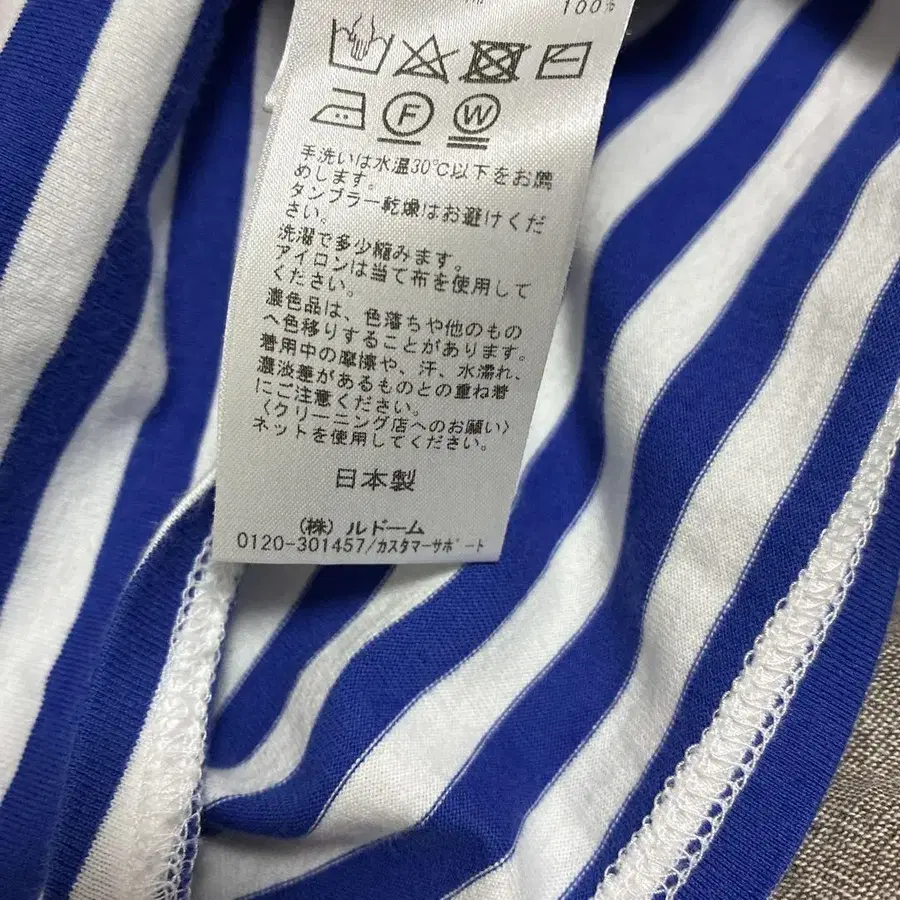 100%
F W
手洗いは水温30℃以下をお薦
めします。
タンブラー乾燥はお避けくだ
さい。
洗濯で多少縮みます。
アイロンは当て布を使用して
ください。
濃色品は、色落ちや他のもの
へ色移りすることがあります。
着用中の摩擦や、汗、水濡れ、
濃淡差があるものとの重ね着
にご注意ください。
〈クリーニング店へのお願い〉
ネットを使用してください。
日本製
（株）ルドーム
0120-301457/カスタマーサポート